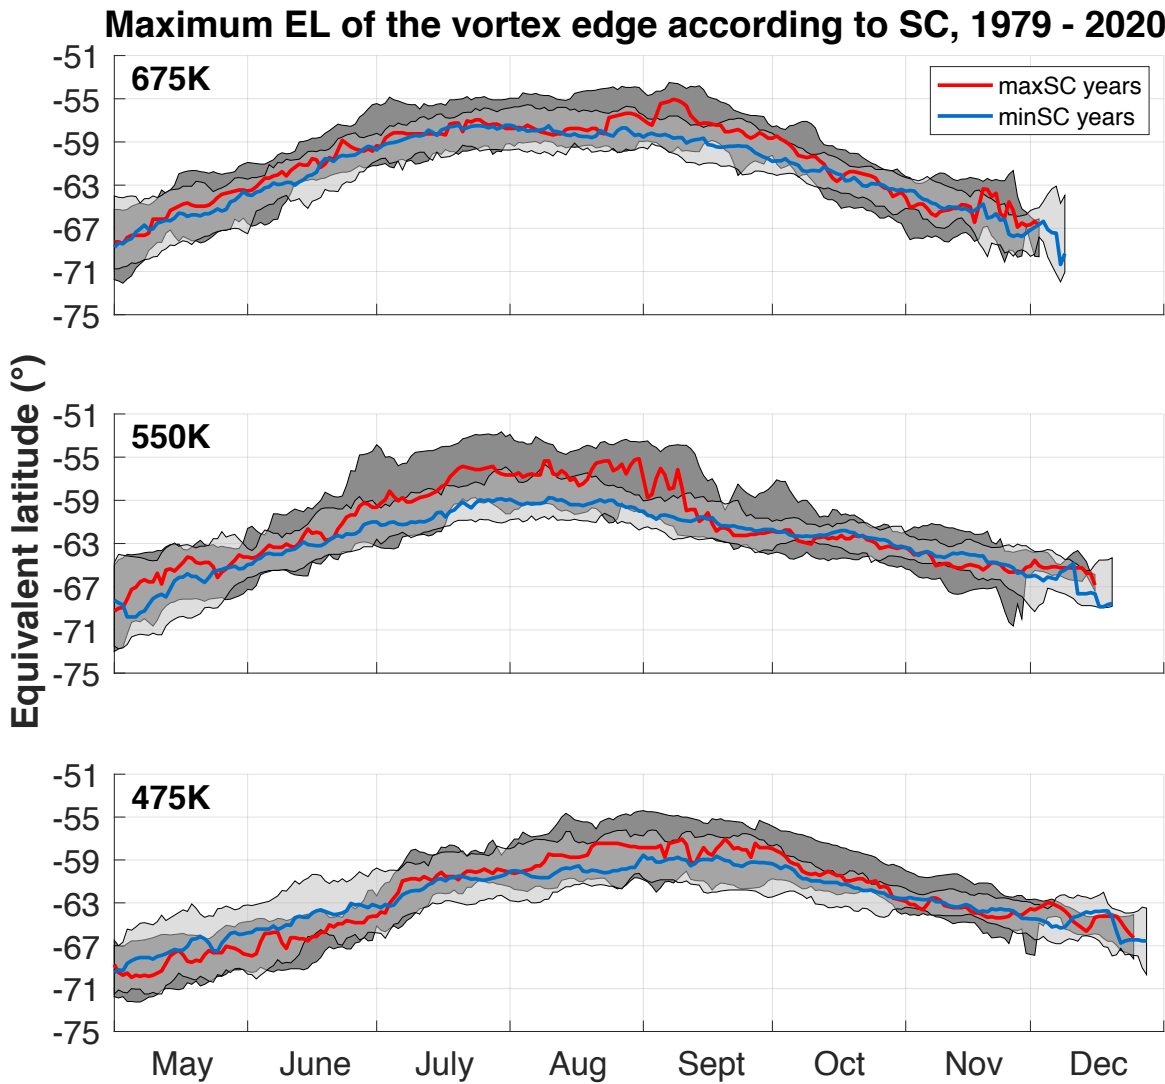 Maximum EL of the vortex edge according to SC, 1979 - 2020
Equivalent latitude (°)
675K
maxSC years
minSC years
-51
-55
-59
-63
-67
-71
-75
550K
-51
-55
-59
-63
-67
-71
-75
475K
-51
-55
-59
-63
-67
-71
-75
May June July Aug Sept Oct Nov Dec